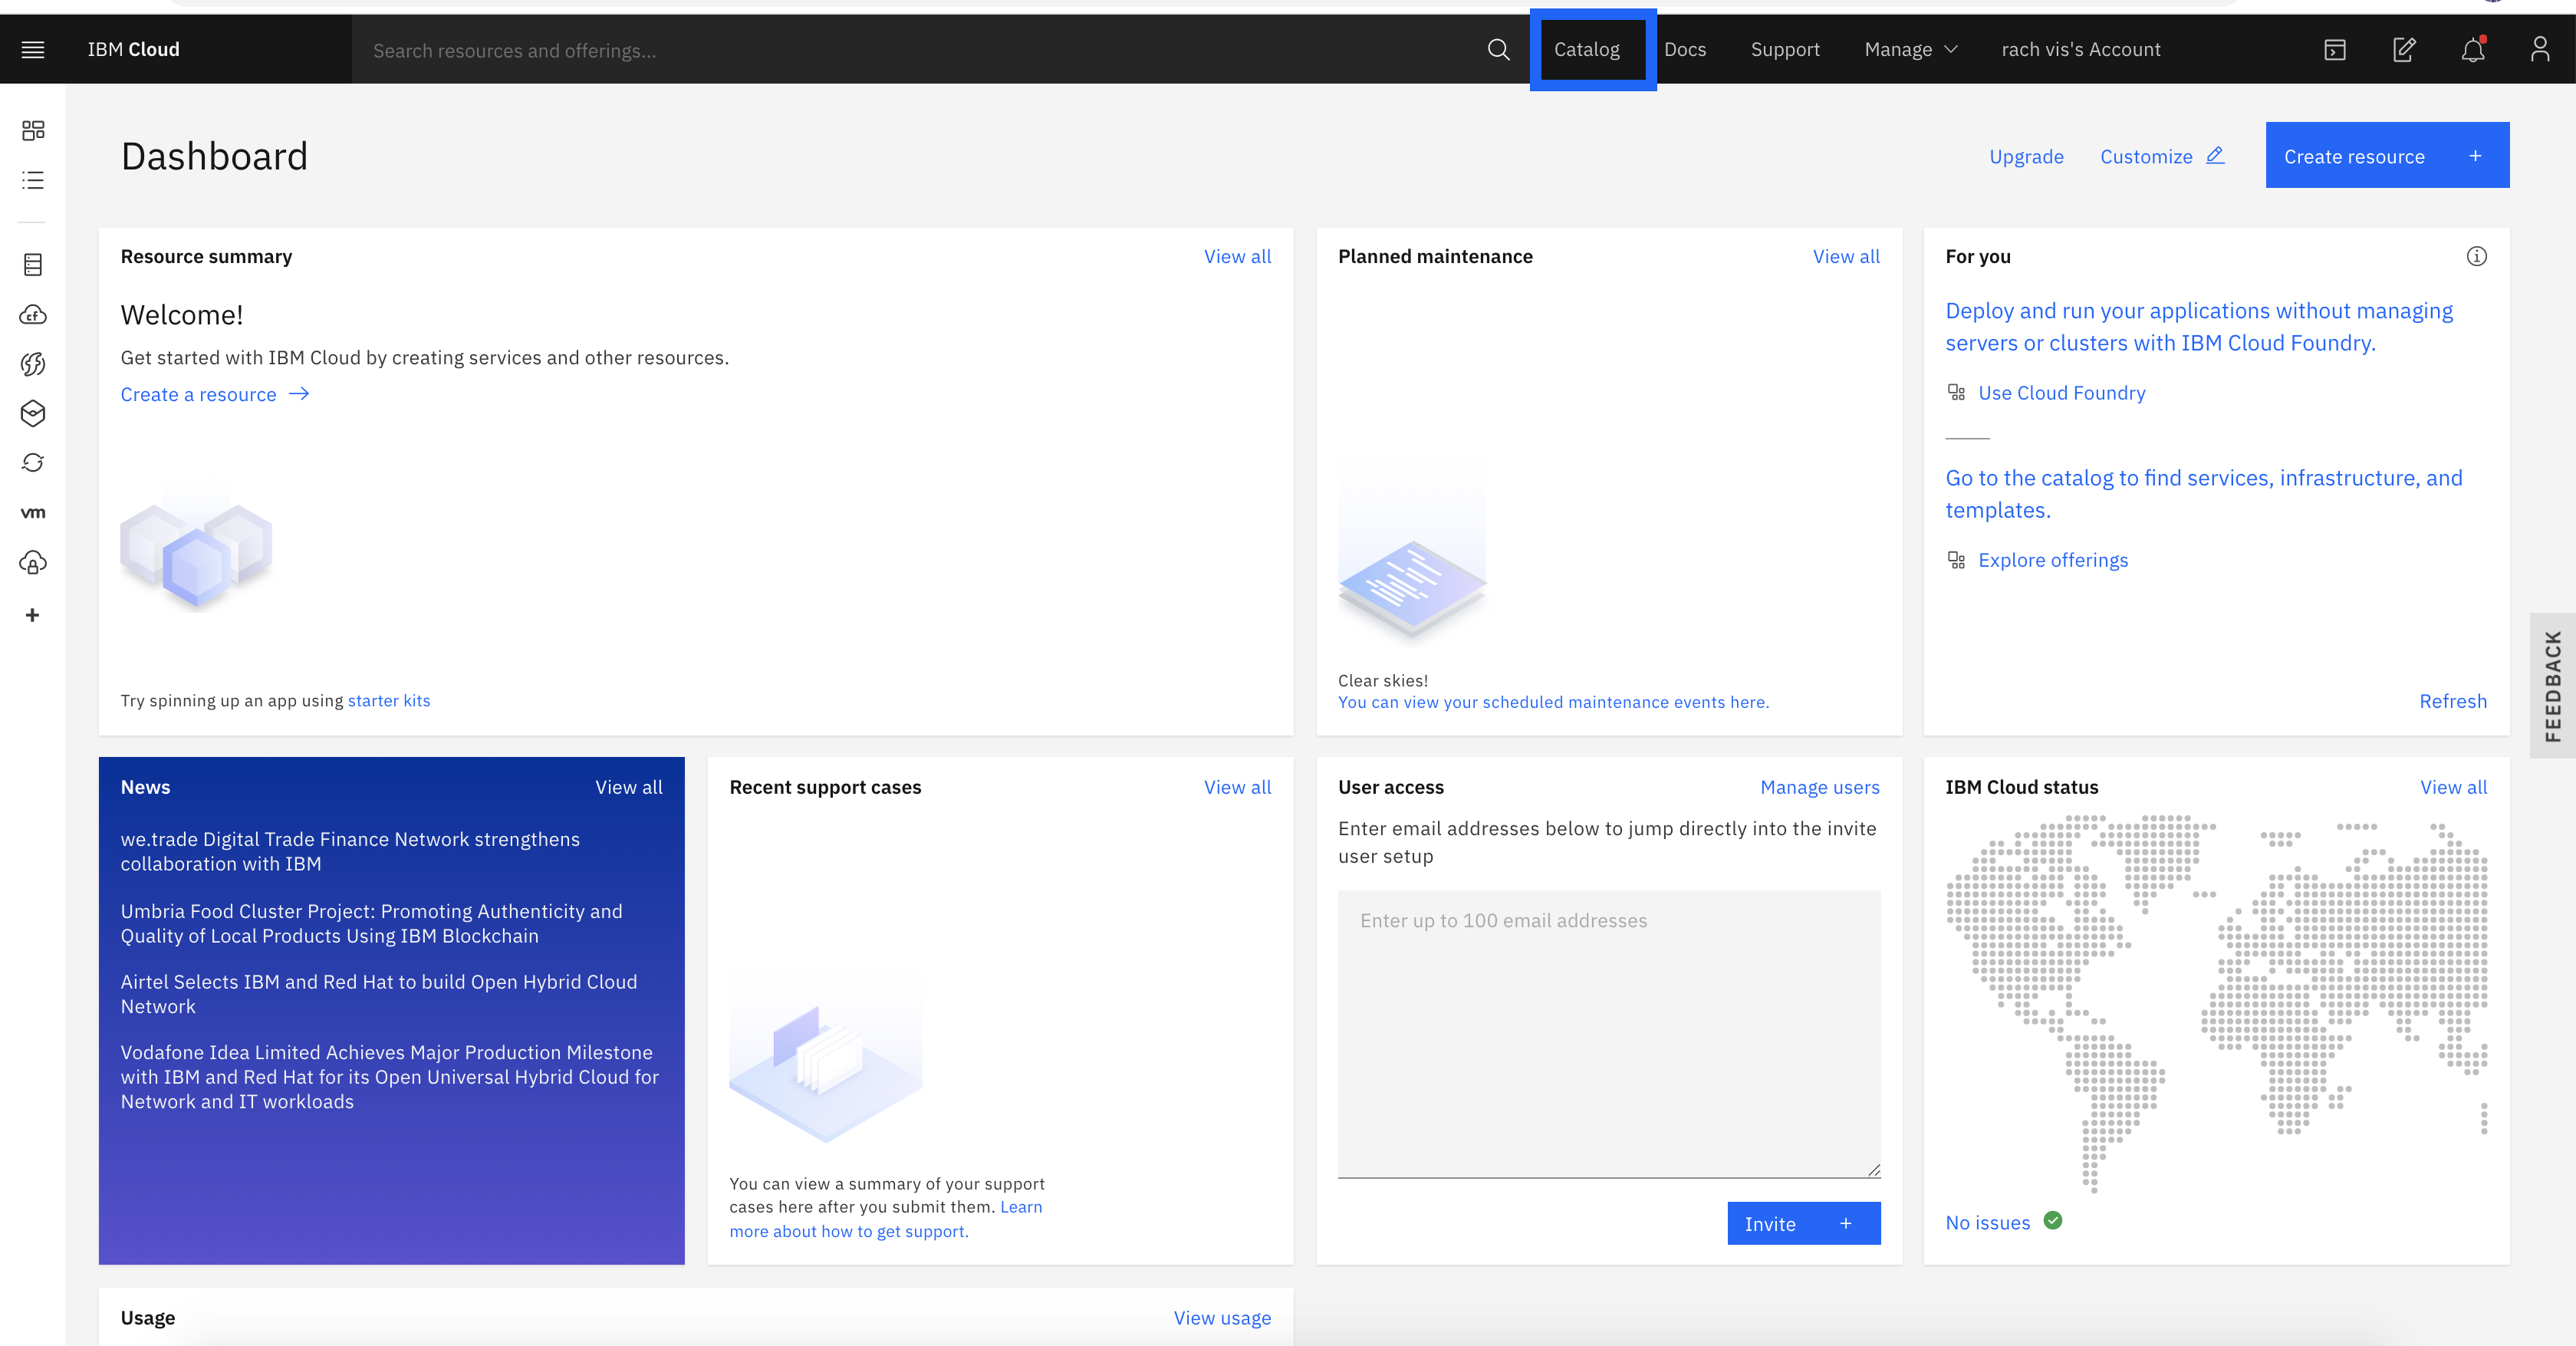 IBM Cloud
Search resources and offerings...
Catalog
Docs
Support
Manage
rach vis's Account
Dashboard
Upgrade
Customize
Create resource +
Resource summary
View all
Welcome!
Get started with IBM Cloud by creating services and other resources.
Create a resource →
Try spinning up an app using starter kits
Planned maintenance
View all
Clear skies!
You can view your scheduled maintenance events here.
For you
Deploy and run your applications without managing
servers or clusters with IBM Cloud Foundry.
Use Cloud Foundry
Go to the catalog to find services, infrastructure, and
templates.
Explore offerings
Refresh
cf
vm
+
FEEDBACK
News
View all
we.trade Digital Trade Finance Network strengthens
collaboration with IBM
Umbria Food Cluster Project: Promoting Authenticity and
Quality of Local Products Using IBM Blockchain
Airtel Selects IBM and Red Hat to build Open Hybrid Cloud
Network
Vodafone Idea Limited Achieves Major Production Milestone
with IBM and Red Hat for its Open Universal Hybrid Cloud for
Network and IT workloads
Recent support cases
View all
You can view a summary of your support
cases here after you submit them. Learn
more about how to get support.
User access
Manage users
Enter email addresses below to jump directly into the invite
user setup
Enter up to 100 email addresses
Invite +
IBM Cloud status
View all
No issues
Usage
View usage